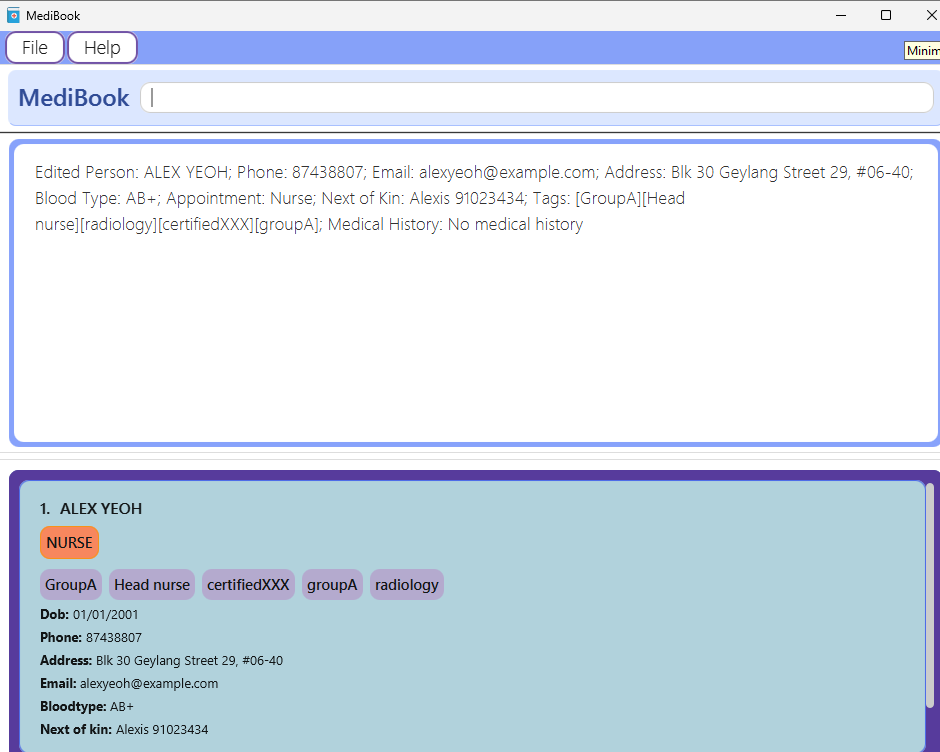 MediBook
File Help
Minim
MediBook
Edited Person: ALEX YEOH; Phone: 87438807; Email: alexyeoh@example.com; Address: Blk 30 Geylang Street 29, #06-40;
Blood Type: AB+; Appointment: Nurse; Next of Kin: Alexis 91023434; Tags: [GroupA][Head
nurse][radiology][certifiedXXX][groupA]; Medical History: No medical history
1. ALEX YEOH
NURSE
GroupA Head nurse certifiedXXX groupA radiology
Dob: 01/01/2001
Phone: 87438807
Address: Blk 30 Geylang Street 29, #06-40
Email: alexyeoh@example.com
Bloodtype: AB+
Next of kin: Alexis 91023434